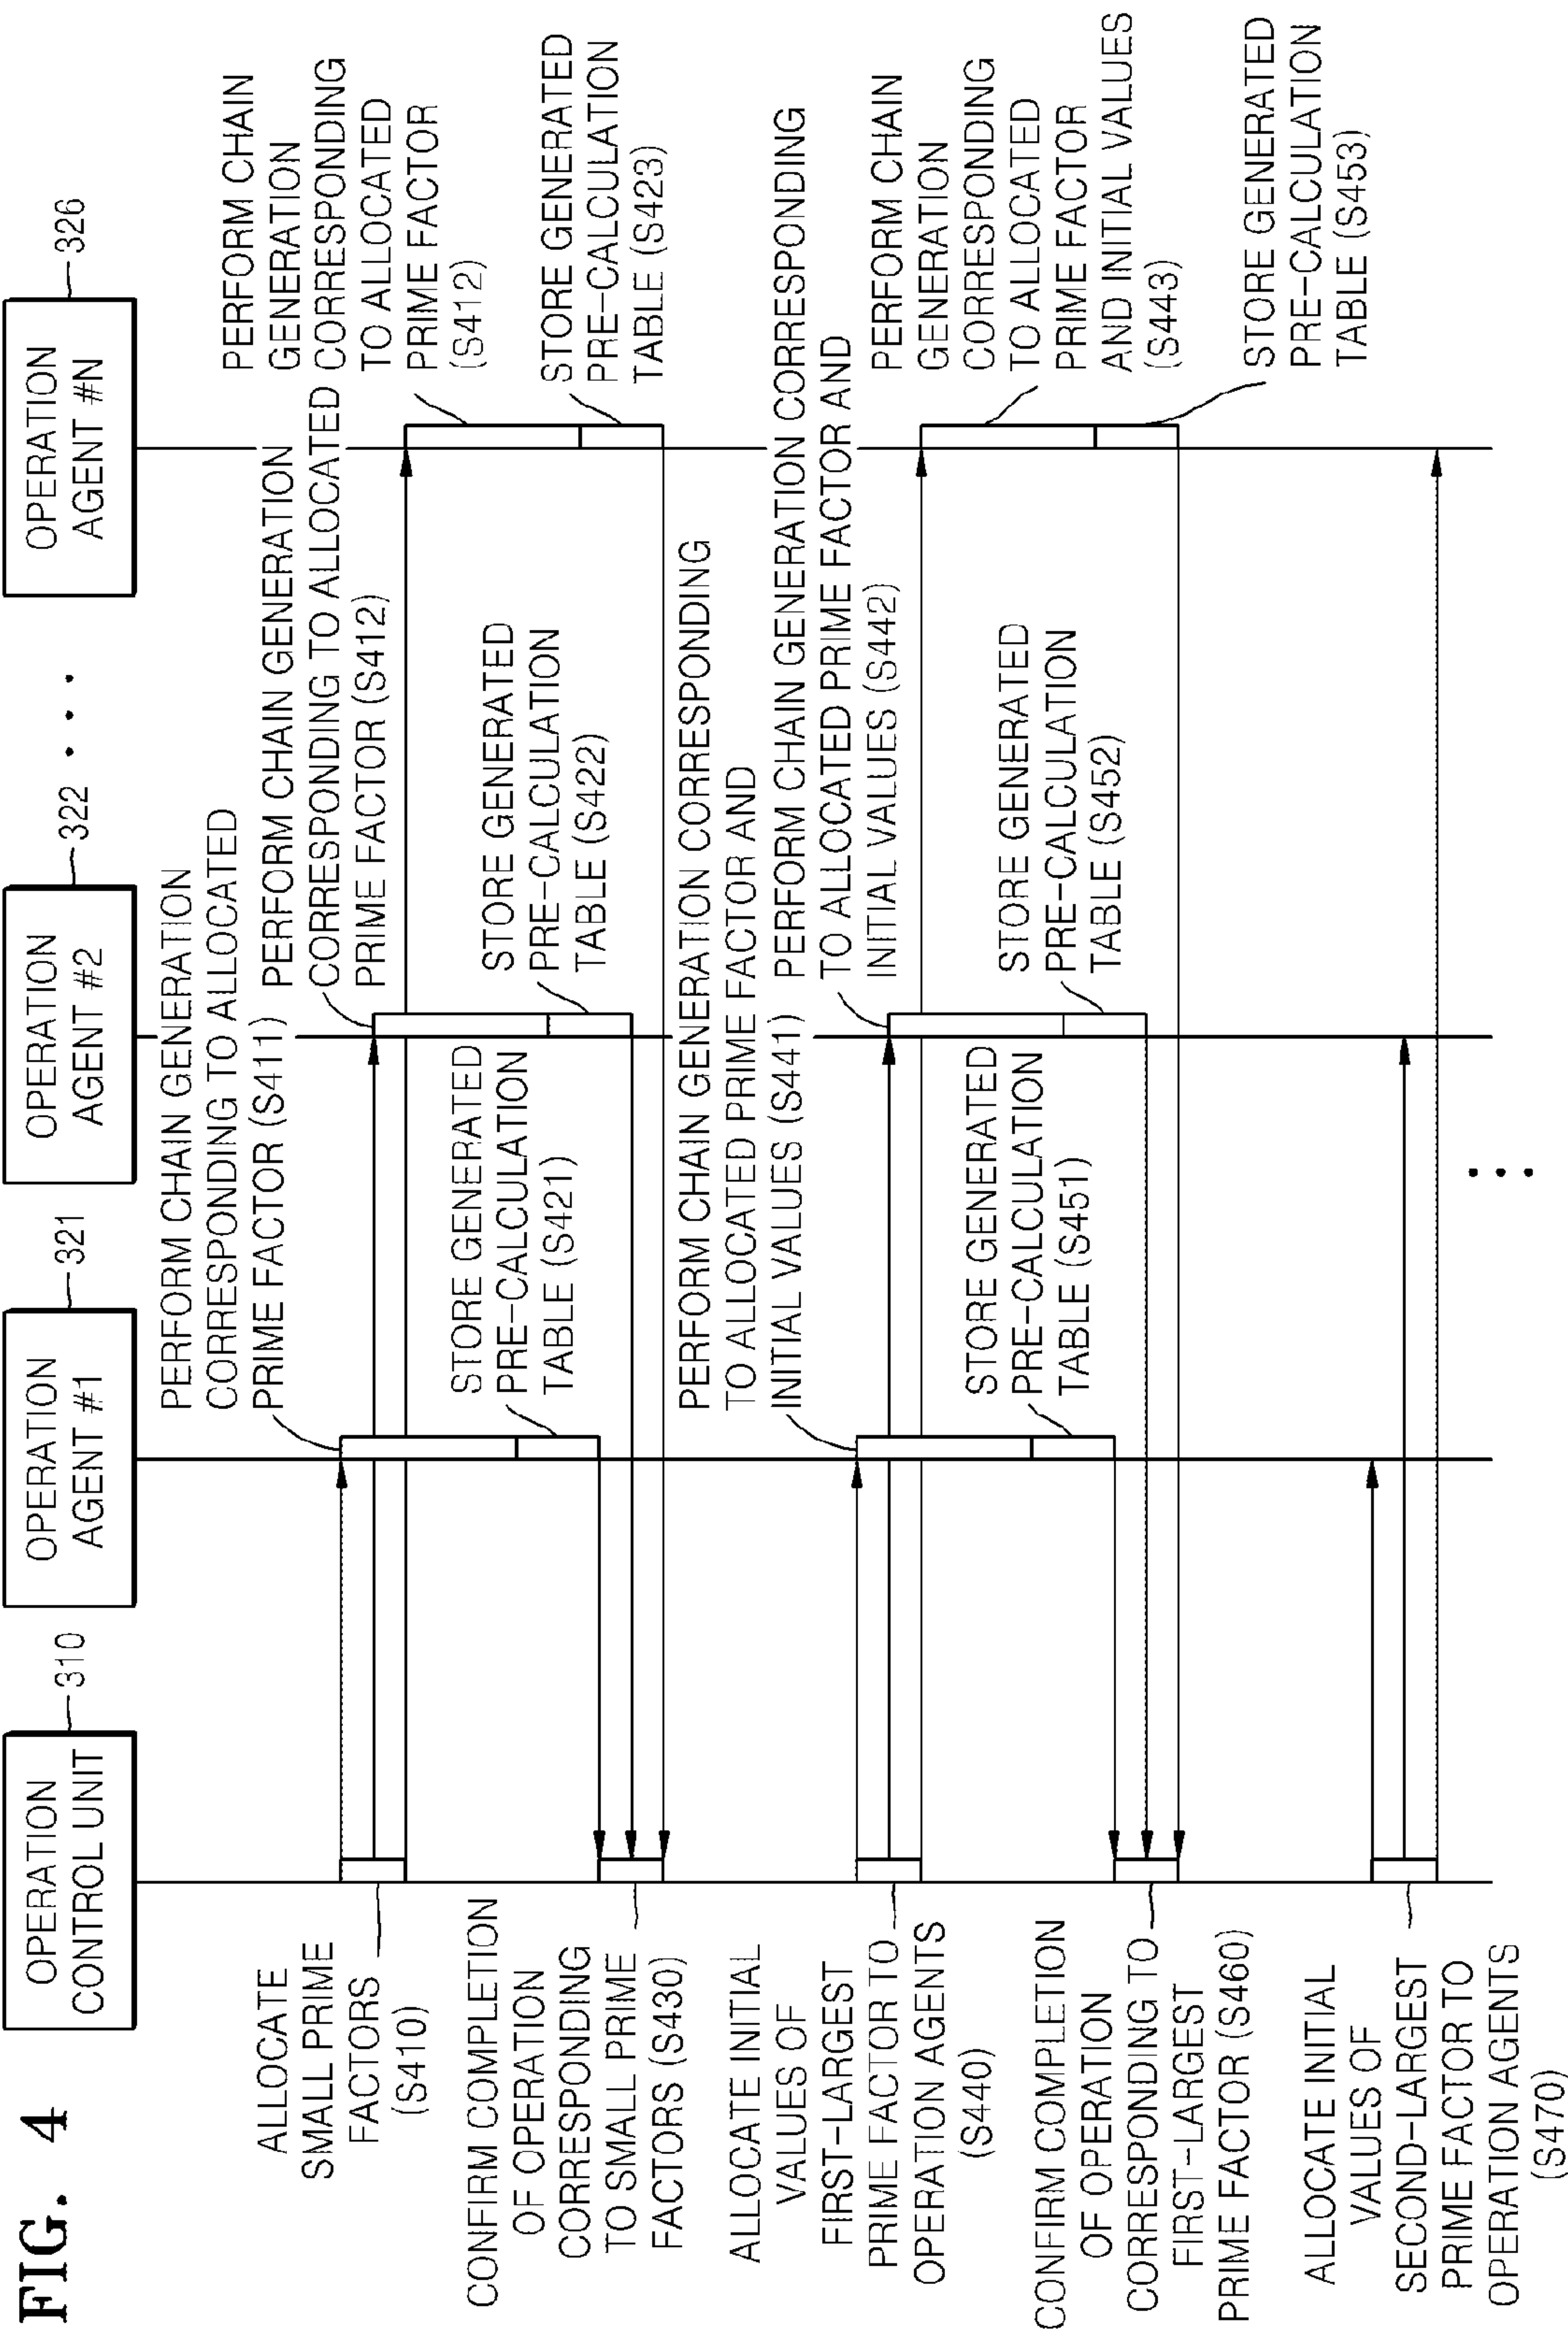 FIG. 4
OPERATION
CONTROL UNIT
310
OPERATION
AGENT #1
321
OPERATION
AGENT #2
322
OPERATION
AGENT #N
326
ALLOCATE
SMALL PRIME
FACTORS
(S410)
PERFORM CHAIN GENERATION
CORRESPONDING TO ALLOCATED
PRIME FACTOR (S411)
PERFORM CHAIN GENERATION
CORRESPONDING TO ALLOCATED
PRIME FACTOR (S412)
PERFORM CHAIN
GENERATION
CORRESPONDING
TO ALLOCATED
PRIME FACTOR
(S412)
STORE GENERATED
PRE-CALCULATION
TABLE (S421)
STORE GENERATED
PRE-CALCULATION
TABLE (S422)
STORE GENERATED
PRE-CALCULATION
TABLE (S423)
CONFIRM COMPLETION
OF OPERATION
CORRESPONDING
TO SMALL PRIME
FACTORS (S430)
ALLOCATE INITIAL
VALUES OF
FIRST-LARGEST
PRIME FACTOR TO
OPERATION AGENTS
(S440)
PERFORM CHAIN GENERATION CORRESPONDING
TO ALLOCATED PRIME FACTOR AND
INITIAL VALUES (S441)
PERFORM CHAIN GENERATION CORRESPONDING
TO ALLOCATED PRIME FACTOR AND
INITIAL VALUES (S442)
PERFORM CHAIN
GENERATION
CORRESPONDING
TO ALLOCATED
PRIME FACTOR
AND INITIAL VALUES
(S443)
STORE GENERATED
PRE-CALCULATION
TABLE (S451)
STORE GENERATED
PRE-CALCULATION
TABLE (S452)
STORE GENERATED
PRE-CALCULATION
TABLE (S453)
CONFIRM COMPLETION
OF OPERATION
CORRESPONDING TO
FIRST-LARGEST
PRIME FACTOR (S460)
ALLOCATE INITIAL
VALUES OF
SECOND-LARGEST
PRIME FACTOR TO
OPERATION AGENTS
(S470)